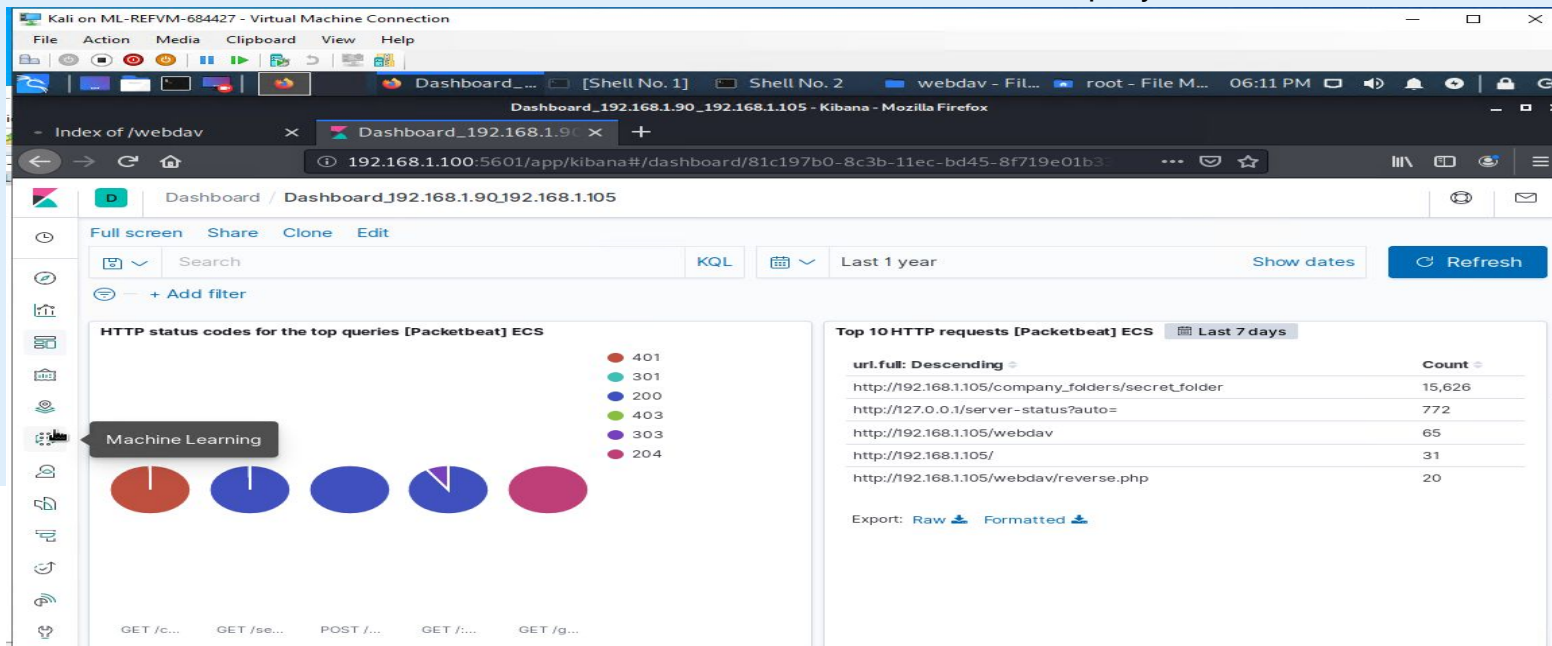 Kali on ML-REFVM-684427 - Virtual Machine Connection
File Action Media Clipboard View Help
Dashboard_... [Shell No. 1] Shell No. 2 webdav - Fil... root - File M... 06:11 PM
Dashboard_192.168.1.90_192.168.1.105 - Kibana - Mozilla Firefox
Index of /webdav Dashboard_192.168.1.90
192.168.1.100:5601/app/kibana#/dashboard/81c197b0-8c3b-11ec-bd45-8f719e01b3
D Dashboard / Dashboard_192.168.1.90_192.168.1.105
Full screen Share Clone Edit
Search KQL Last 1 year Show dates Refresh
+ Add filter
HTTP status codes for the top queries [Packetbeat] ECS
401
301
200
403
303
204
Machine Learning
GET /c... GET /se... POST /... GET /:... GET /g...
Top 10 HTTP requests [Packetbeat] ECS Last 7 days
url.full: Descending Count
http://192.168.1.105/company_folders/secret_folder 15,626
http://127.0.0.1/server-status?auto= 772
http://192.168.1.105/webdav 65
http://192.168.1.105/ 31
http://192.168.1.105/webdav/reverse.php 20
Export: Raw Formatted